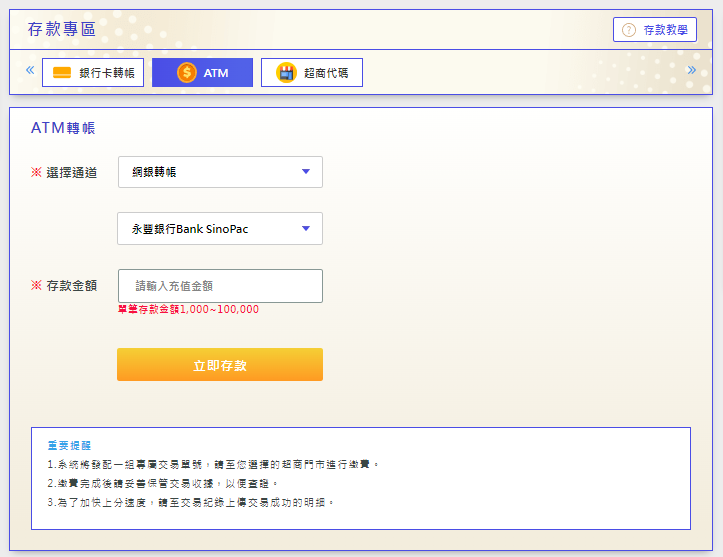 存款專區
? 存款教學
« 銀行卡轉帳 $ ATM 超商代碼 »
ATM轉帳
※ 選擇通道 網銀轉帳
永豐銀行Bank SinoPac
※ 存款金額 請輸入充值金額
單筆存款金額1,000~100,000
立即存款
重要提醒
1.系統將發配一組專屬交易單號，請至您選擇的超商門市進行繳費。
2.繳費完成後請妥善保管交易收據，以便查證。
3.為了加快上分速度，請至交易紀錄上傳交易成功的明細。